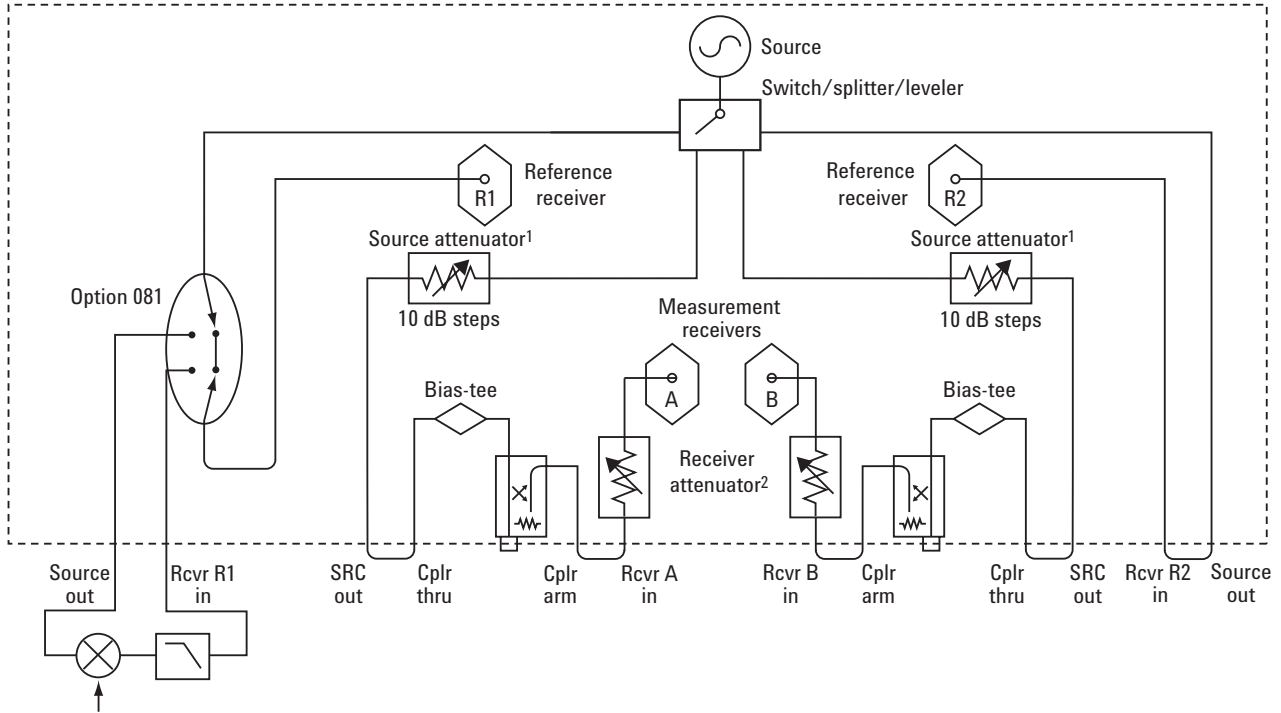 Source
Switch/splitter/leveler
R1
Reference
receiver
Reference
receiver
R2
Source attenuator1
10 dB steps
Source attenuator1
10 dB steps
Option 081
Measurement
receivers
A
B
Bias-tee
Bias-tee
Receiver
attenuator2
Source
out
Rcvr R1
in
SRC
out
Cplr
thru
Cplr
arm
Rcvr A
in
Rcvr B
in
Cplr
arm
Cplr
thru
SRC
out
Rcvr R2
in
Source
out